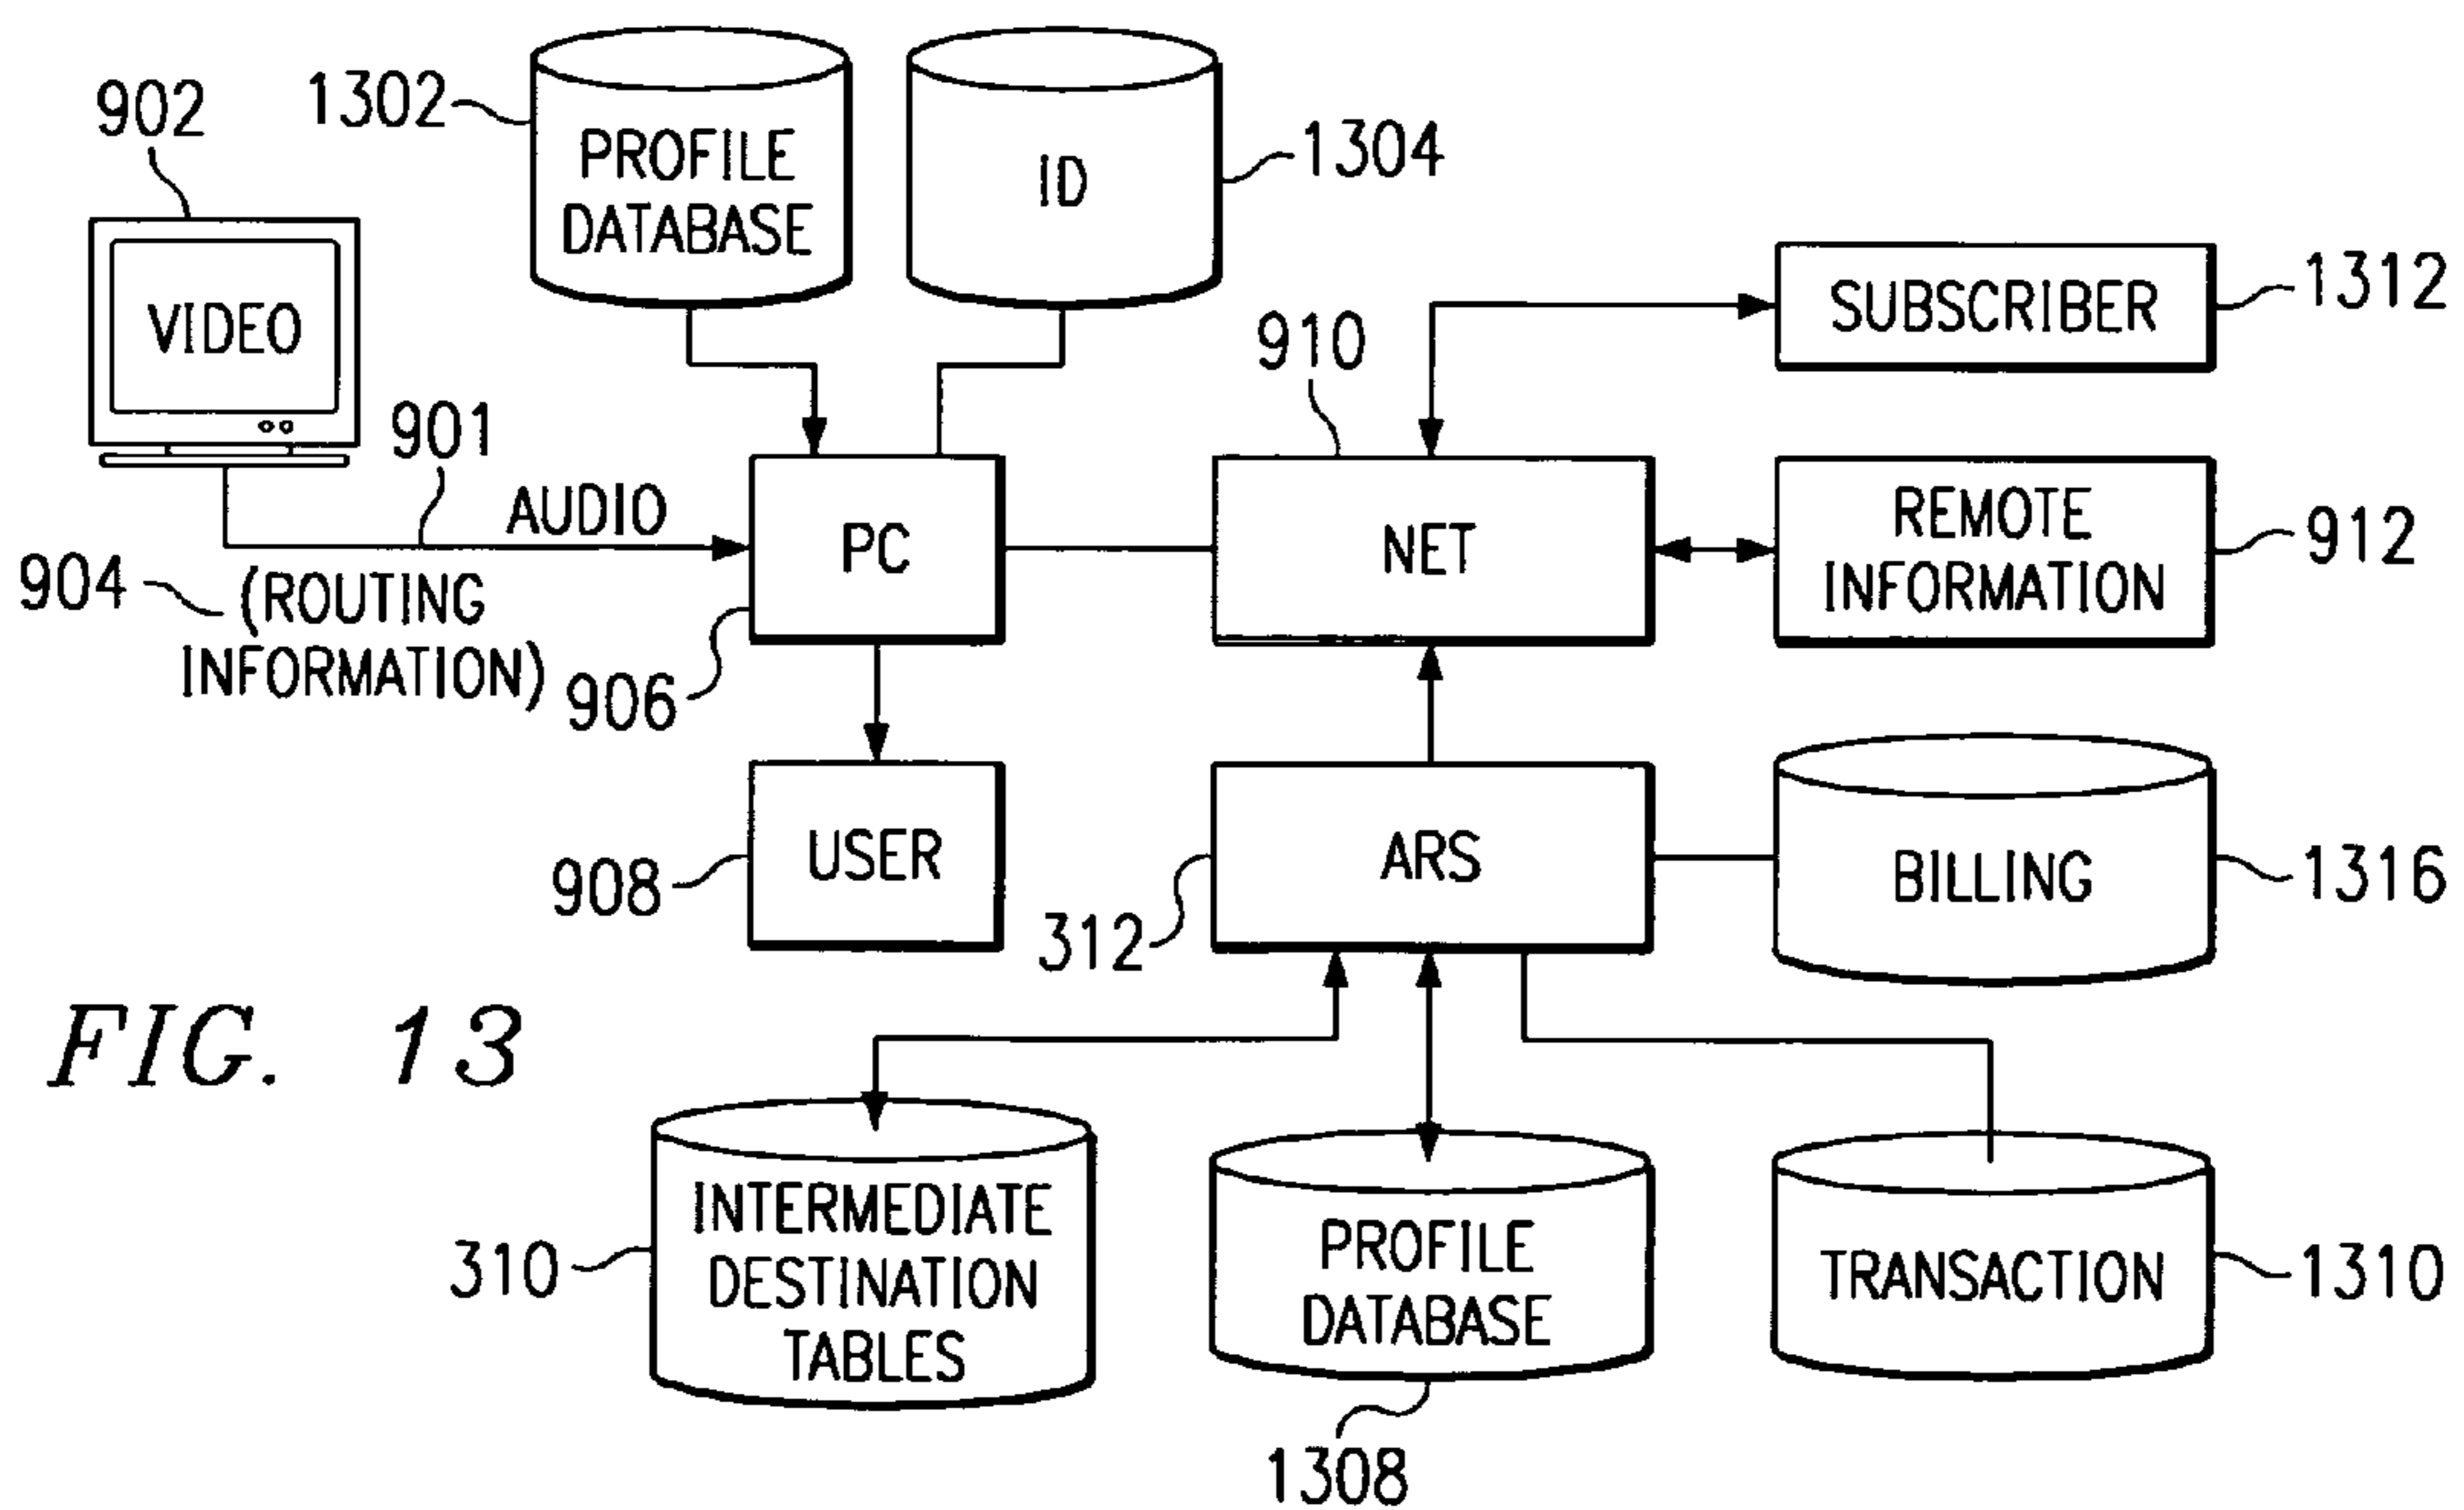 902
1302
PROFILE
DATABASE
ID
1304
VIDEO
901
AUDIO
904
(ROUTING
INFORMATION)
906
PC
910
NET
SUBSCRIBER
1312
REMOTE
INFORMATION
912
USER
908
ARS
312
BILLING
1316
FIG. 13
INTERMEDIATE
DESTINATION
TABLES
310
PROFILE
DATABASE
1308
TRANSACTION
1310